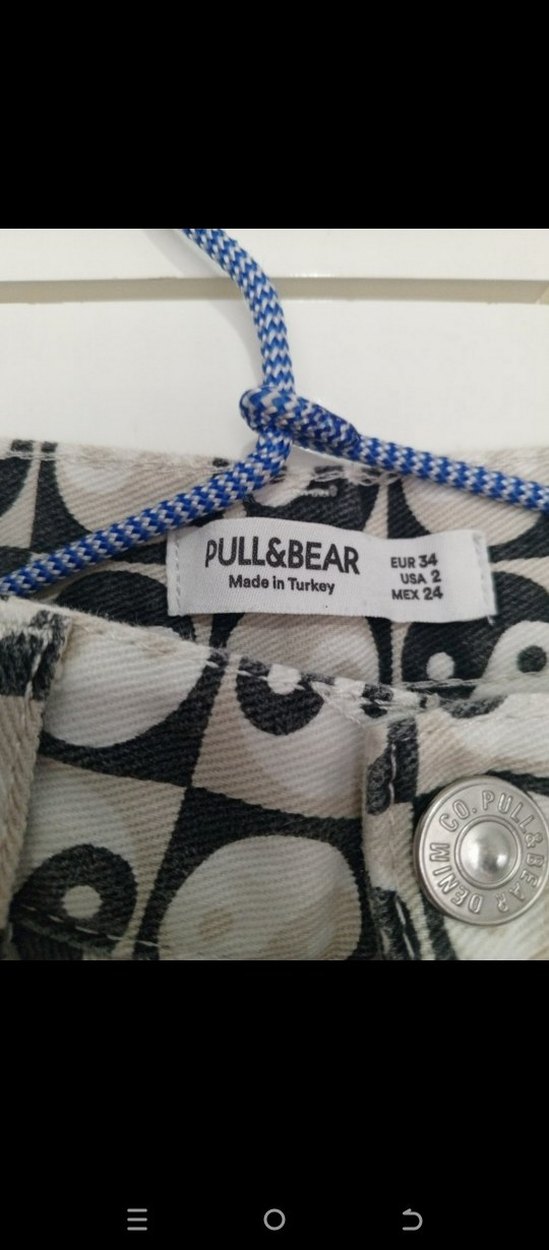 PULL&BEAR
Made in Turkey
EUR 34
USA 2
MEX 24
PULL&BEAR DENIM CO.